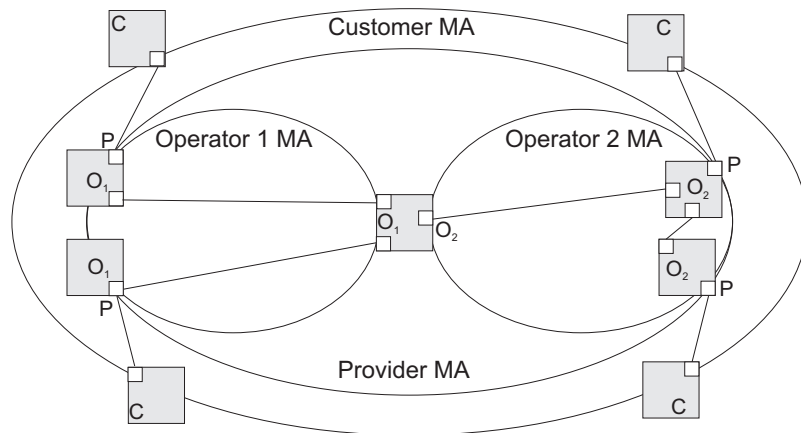 C
Customer MA
C
P
Operator 1 MA
Operator 2 MA
P
O₁
O₂
O₁
O₂
O₁
O₂
P
P
Provider MA
C
C